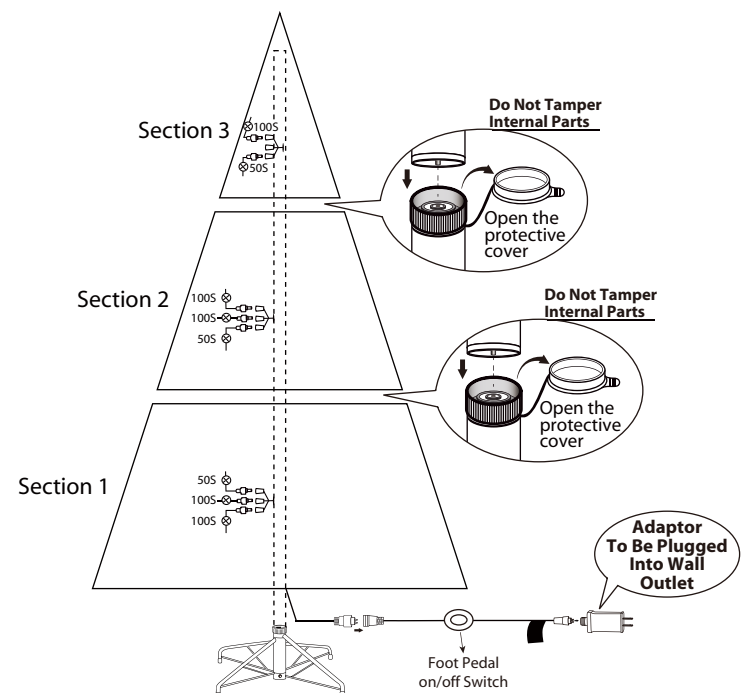 Do Not Tamper
Internal Parts
Section 3
100S
50S
Open the
protective
cover
Section 2
100S
100S
50S
Do Not Tamper
Internal Parts
Open the
protective
cover
Section 1
50S
100S
100S
Adaptor
To Be Plugged
Into Wall
Outlet
Foot Pedal
on/off Switch